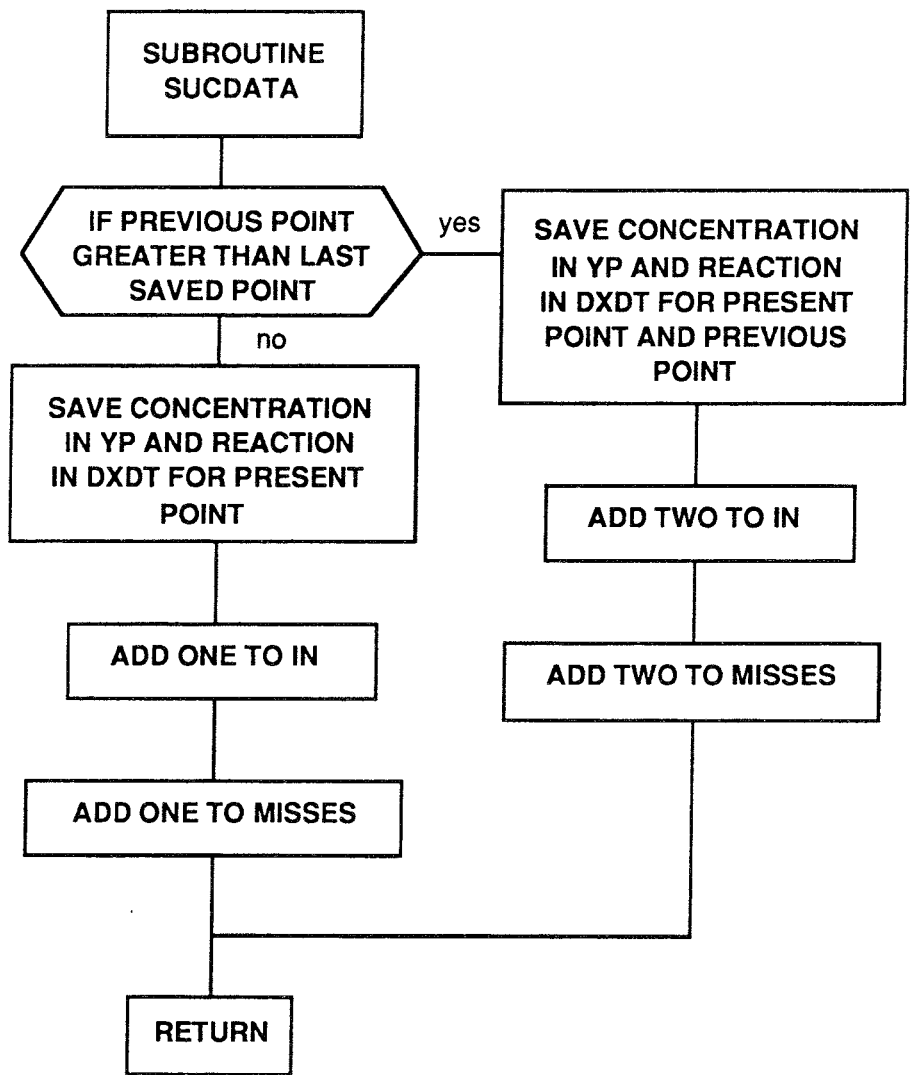 SUBROUTINE
SUCDATA
IF PREVIOUS POINT
GREATER THAN LAST
SAVED POINT
yes
SAVE CONCENTRATION
IN YP AND REACTION
IN DXDT FOR PRESENT
POINT AND PREVIOUS
POINT
no
SAVE CONCENTRATION
IN YP AND REACTION
IN DXDT FOR PRESENT
POINT
ADD TWO TO IN
ADD ONE TO IN
ADD TWO TO MISSES
ADD ONE TO MISSES
RETURN